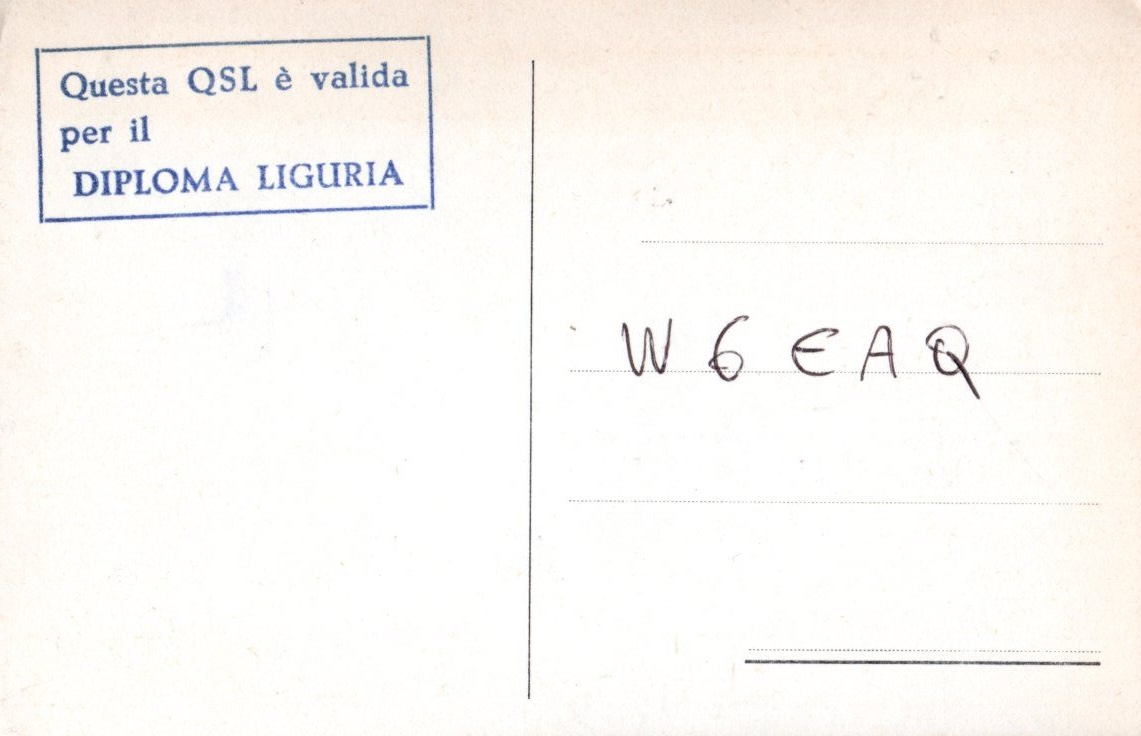 Questa QSL è valida
per il
DIPLOMA LIGURIA
W6EAQ